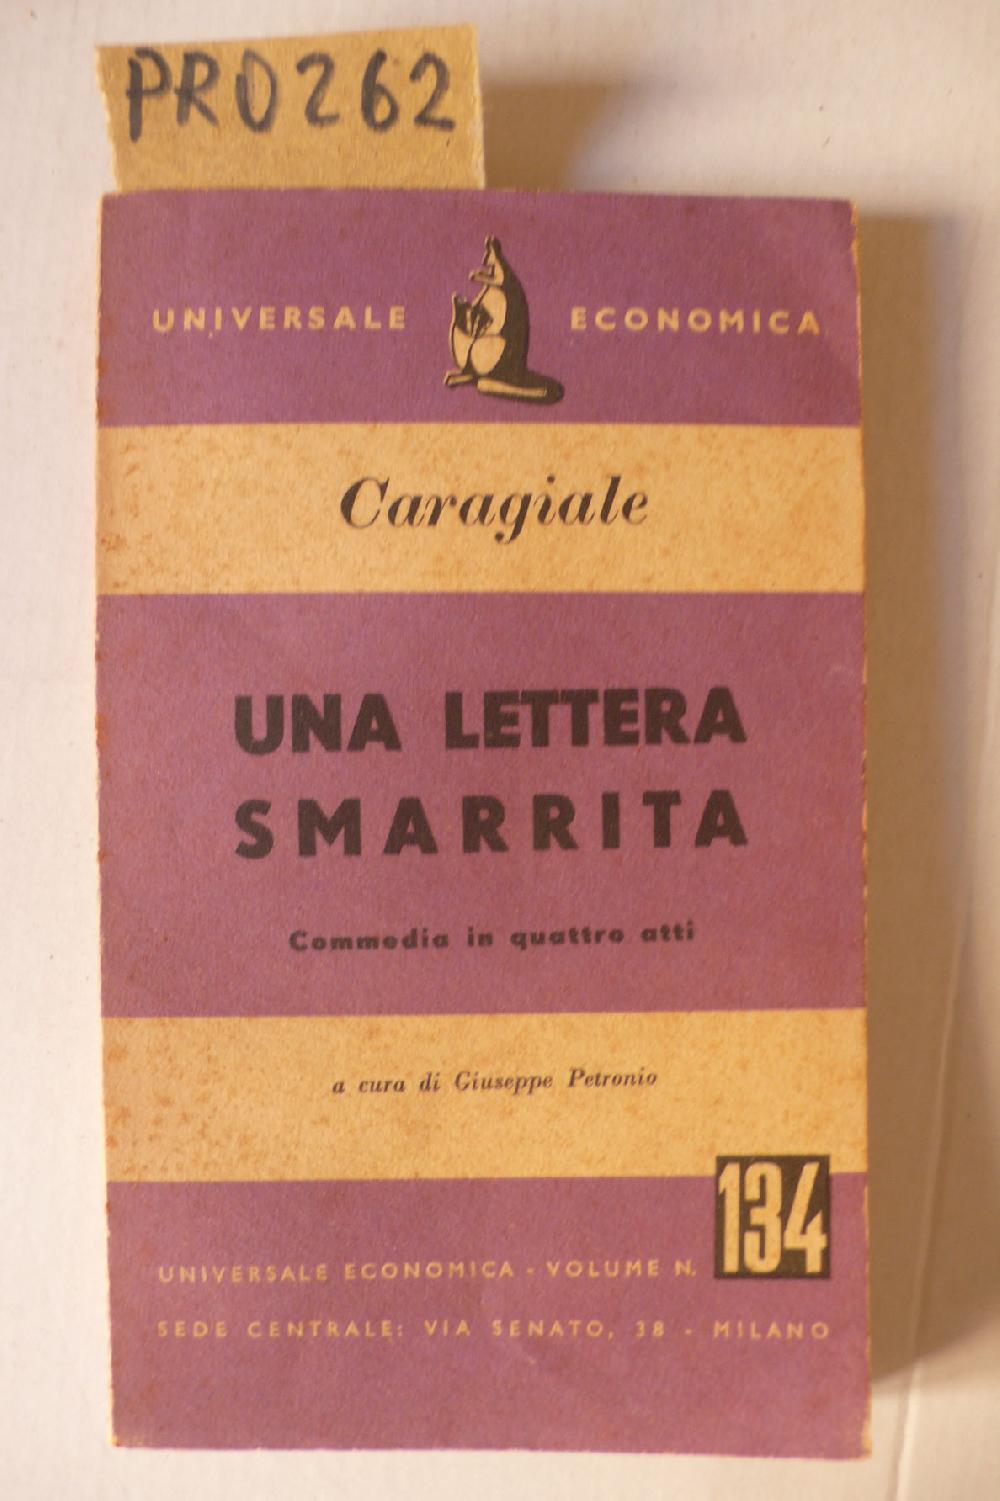 PRO262
UNIVERSALE ECONOMICA
Caragiale
UNA LETTERA
SMARRITA
Commedia in quattro atti
a cura di Giuseppe Petronio
134
UNIVERSALE ECONOMICA - VOLUME N.
SEDE CENTRALE: VIA SENATO, 38 - MILANO